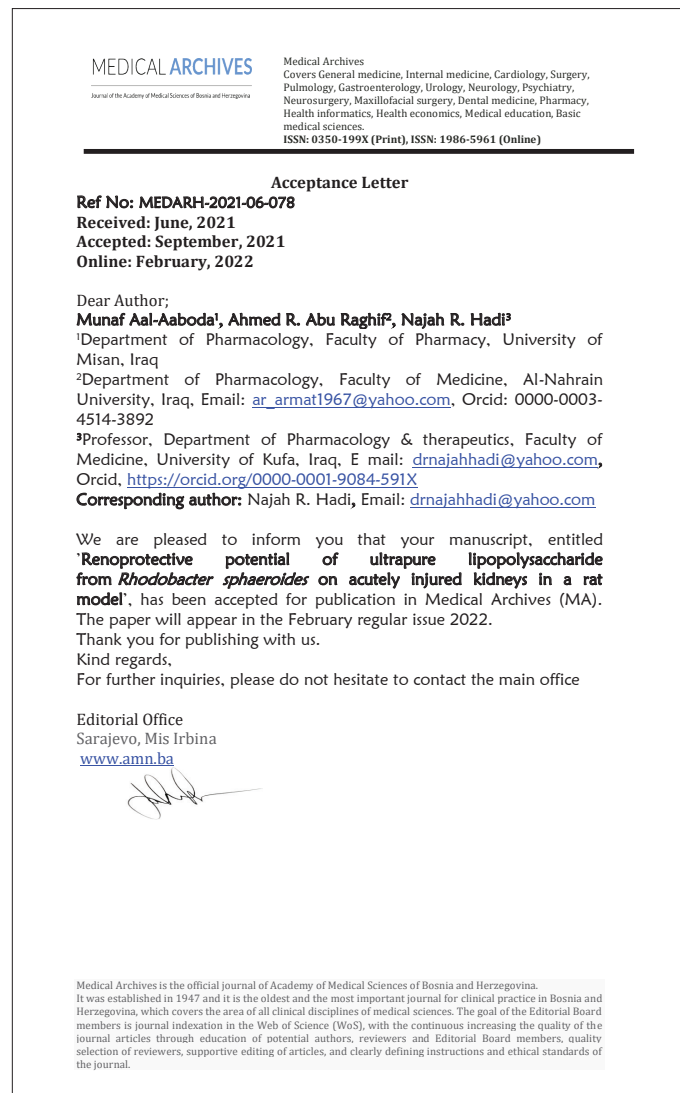 MEDICAL ARCHIVES
Journal of the Academy of Medical Sciences of Bosnia and Herzegovina
Medical Archives
Covers General medicine, Internal medicine, Cardiology, Surgery,
Pulmology, Gastroenterology, Urology, Neurology, Psychiatry,
Neurosurgery, Maxillofacial surgery, Dental medicine, Pharmacy,
Health informatics, Health economics, Medical education, Basic
medical sciences.
ISSN: 0350-199X (Print), ISSN: 1986-5961 (Online)
Acceptance Letter
Ref No: MEDARH-2021-06-078
Received: June, 2021
Accepted: September, 2021
Online: February, 2022
Dear Author;
Munaf Aal-Aaboda¹, Ahmed R. Abu Raghif², Najah R. Hadi³
¹Department of Pharmacology, Faculty of Pharmacy, University of
Misan, Iraq
²Department of Pharmacology, Faculty of Medicine, Al-Nahrain
University, Iraq, Email: ar_armat1967@yahoo.com, Orcid: 0000-0003-
4514-3892
³Professor, Department of Pharmacology & therapeutics, Faculty of
Medicine, University of Kufa, Iraq, E mail: drnajahhadi@yahoo.com,
Orcid, https://orcid.org/0000-0001-9084-591X
Corresponding author: Najah R. Hadi, Email: drnajahhadi@yahoo.com
We are pleased to inform you that your manuscript, entitled
`Renoprotective potential of ultrapure lipopolysaccharide
from Rhodobacter sphaeroides on acutely injured kidneys in a rat
model`, has been accepted for publication in Medical Archives (MA).
The paper will appear in the February regular issue 2022.
Thank you for publishing with us.
Kind regards,
For further inquiries, please do not hesitate to contact the main office
Editorial Office
Sarajevo, Mis Irbina
www.amn.ba
Medical Archives is the official journal of Academy of Medical Sciences of Bosnia and Herzegovina.
It was established in 1947 and it is the oldest and the most important journal for clinical practice in Bosnia and
Herzegovina, which covers the area of all clinical disciplines of medical sciences. The goal of the Editorial Board
members is journal indexation in the Web of Science (WoS), with the continuous increasing the quality of the
journal articles through education of potential authors, reviewers and Editorial Board members, quality
selection of reviewers, supportive editing of articles, and clearly defining instructions and ethical standards of
the journal.